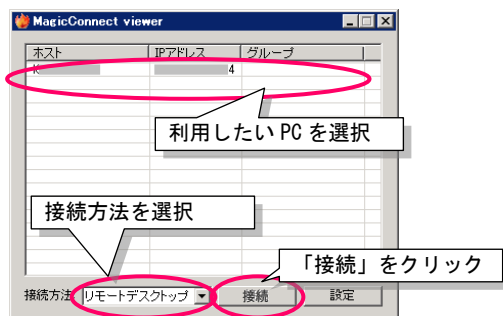 MagicConnect viewer
ホスト IPアドレス グループ
K 4
利用したい PC を選択
接続方法を選択
「接続」をクリック
接続方法 リモートデスクトップ 接続 設定